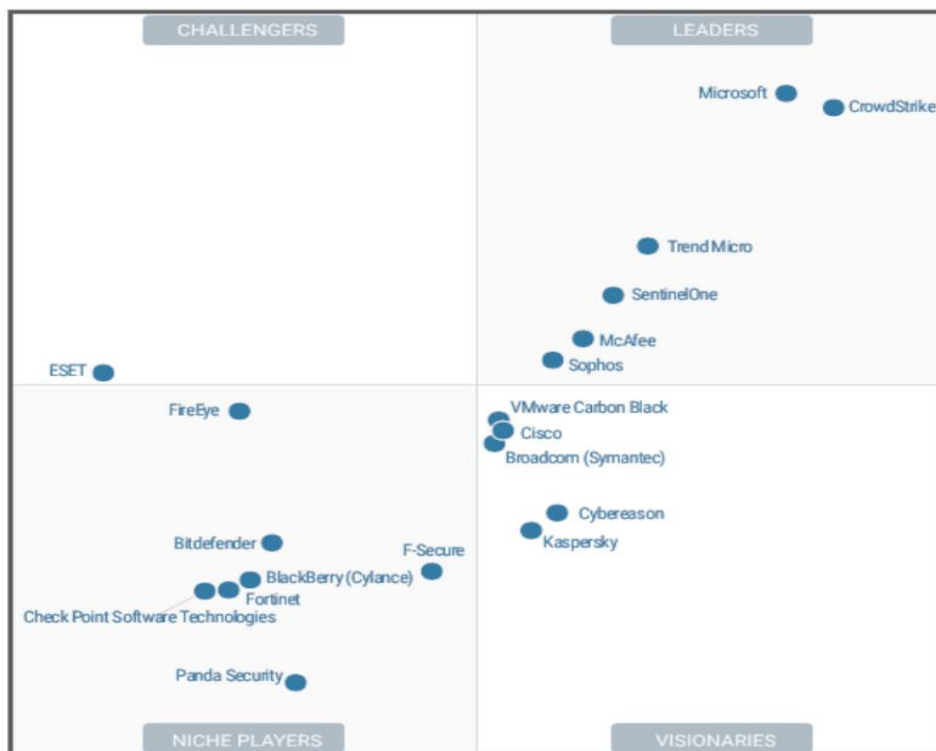 CHALLENGERS
LEADERS
Microsoft
CrowdStrike
Trend Micro
SentinelOne
McAfee
Sophos
ESET
FireEye
VMware Carbon Black
Cisco
Broadcom (Symantec)
Cybereason
Kaspersky
Bitdefender
F-Secure
BlackBerry (Cylance)
Fortinet
Check Point Software Technologies
Panda Security
NICHE PLAYERS
VISIONARIES